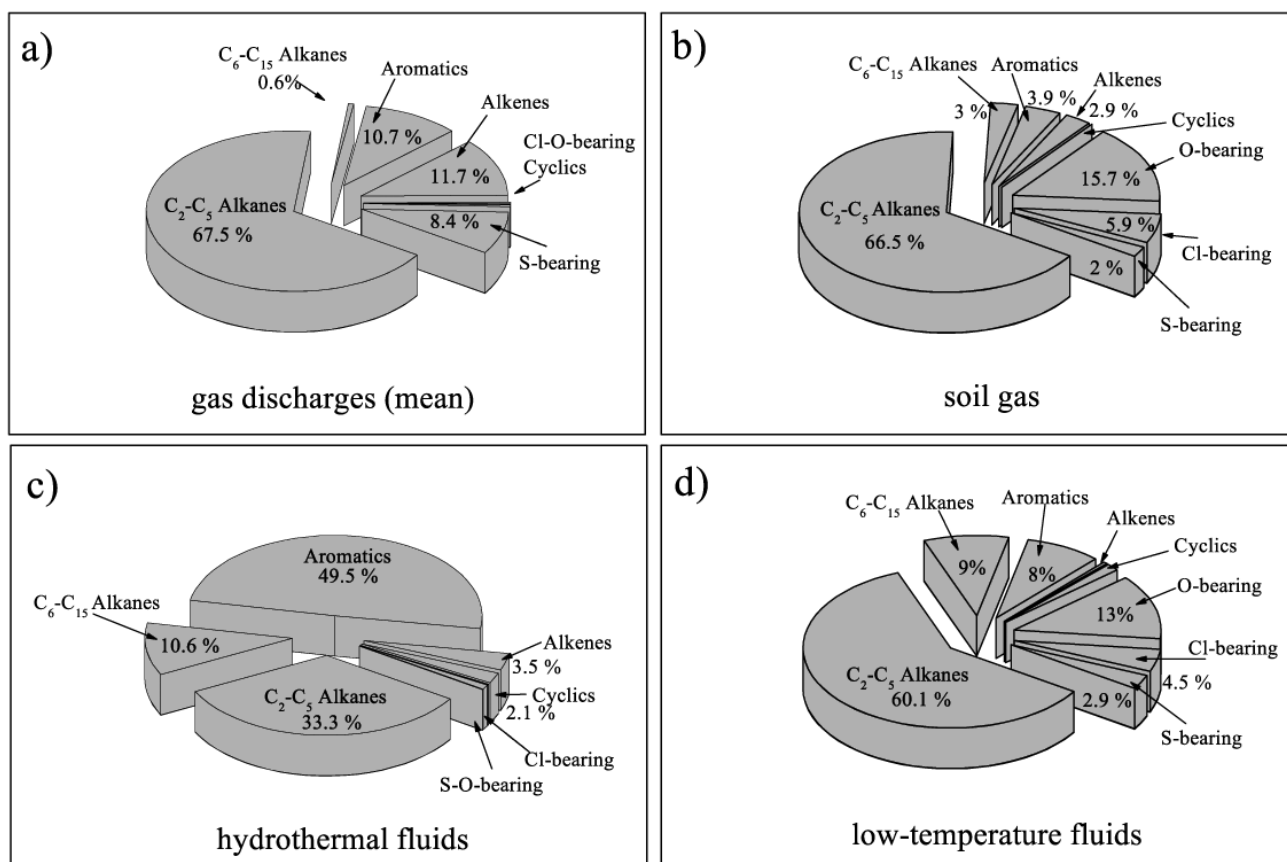 a)
C₆-C₁₅ Alkanes
0.6%
Aromatics
10.7 %
Alkenes
11.7 %
Cl-O-bearing
Cyclics
8.4 %
S-bearing
C₂-C₅ Alkanes
67.5 %
gas discharges (mean)
b)
C₆-C₁₅ Alkanes
3%
Aromatics
3.9 %
Alkenes
2.9%
Cyclics
O-bearing
15.7 %
5.9%
Cl-bearing
2 %
S-bearing
C₂-C₅ Alkanes
66.5 %
soil gas
c)
Aromatics
49.5 %
C₆-C₁₅ Alkanes
10.6 %
Alkenes
3.5 %
Cyclics
2.1 %
Cl-bearing
S-O-bearing
C₂-C₅ Alkanes
33.3 %
hydrothermal fluids
d)
C₆-C₁₅ Alkanes
9%
Aromatics
8%
Alkenes
Cyclics
O-bearing
13%
Cl-bearing
4.5 %
2.9 %
S-bearing
C₂-C₅ Alkanes
60.1 %
low-temperature fluids